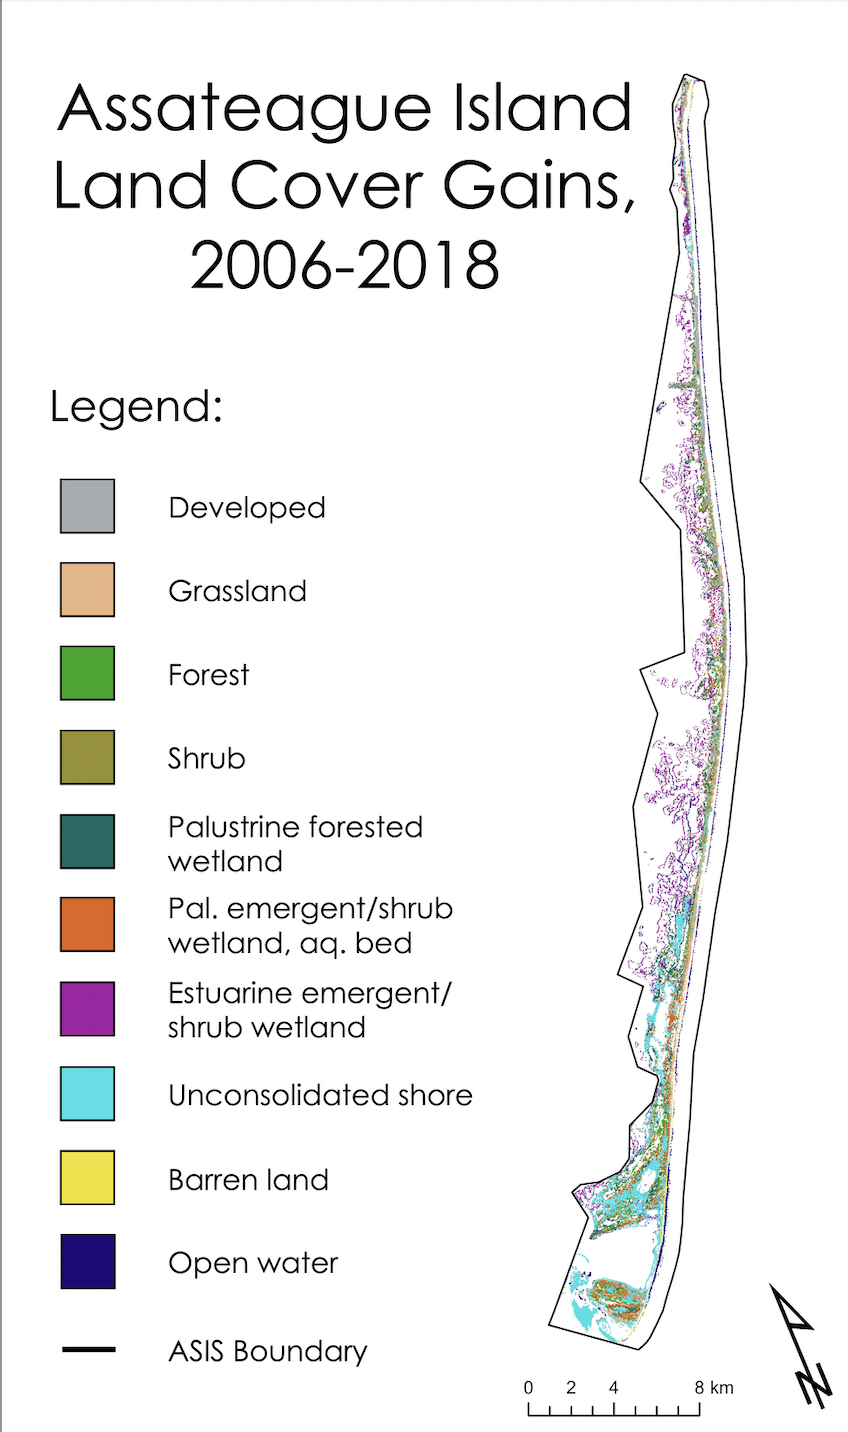 Assateague Island
Land Cover Gains,
2006-2018
Legend:
Developed
Grassland
Forest
Shrub
Palustrine forested
wetland
Pal. emergent/shrub
wetland, aq. bed
Estuarine emergent/
shrub wetland
Unconsolidated shore
Barren land
Open water
ASIS Boundary
0 2 4 8 km
N